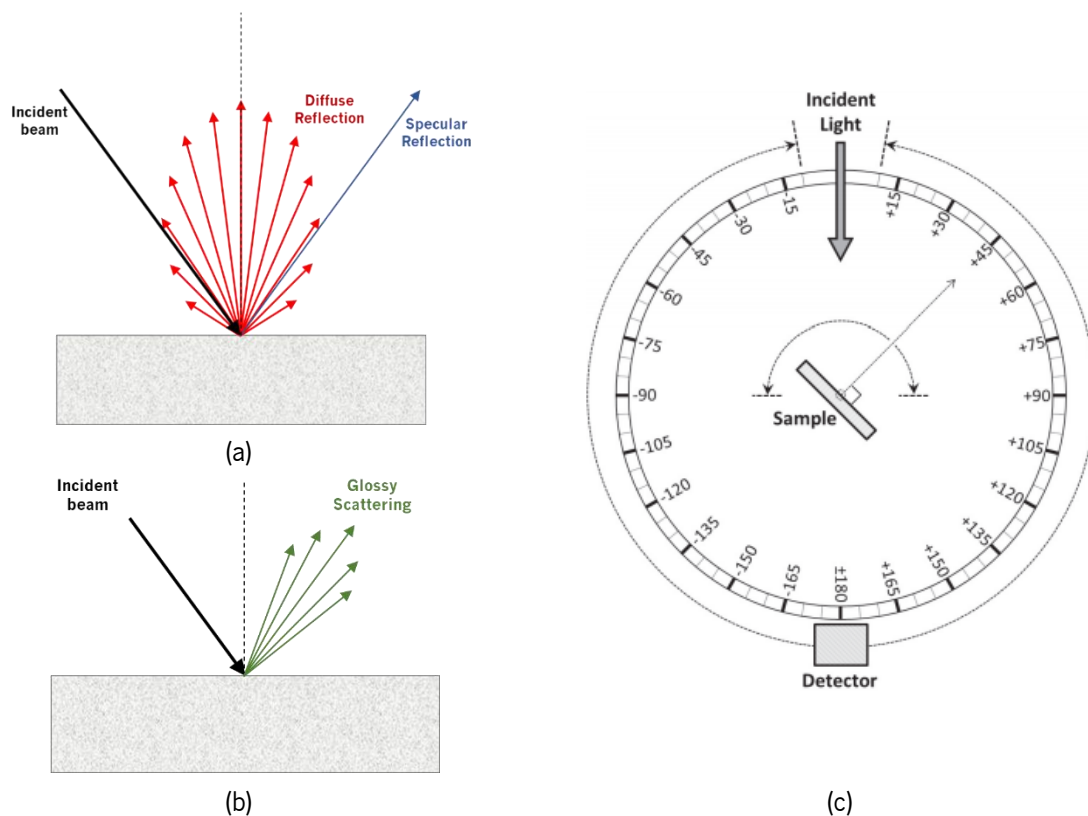 Incident
beam
Diffuse
Reflection
Specular
Reflection
(a)
Incident
beam
Glossy
Scattering
(b)
Incident
Light
-15
+15
-30
+30
-45
+45
-60
+60
-75
+75
-90
+90
Sample
-105
+105
-120
+120
-135
+135
-150
+150
-165
±180
+165
Detector
(c)